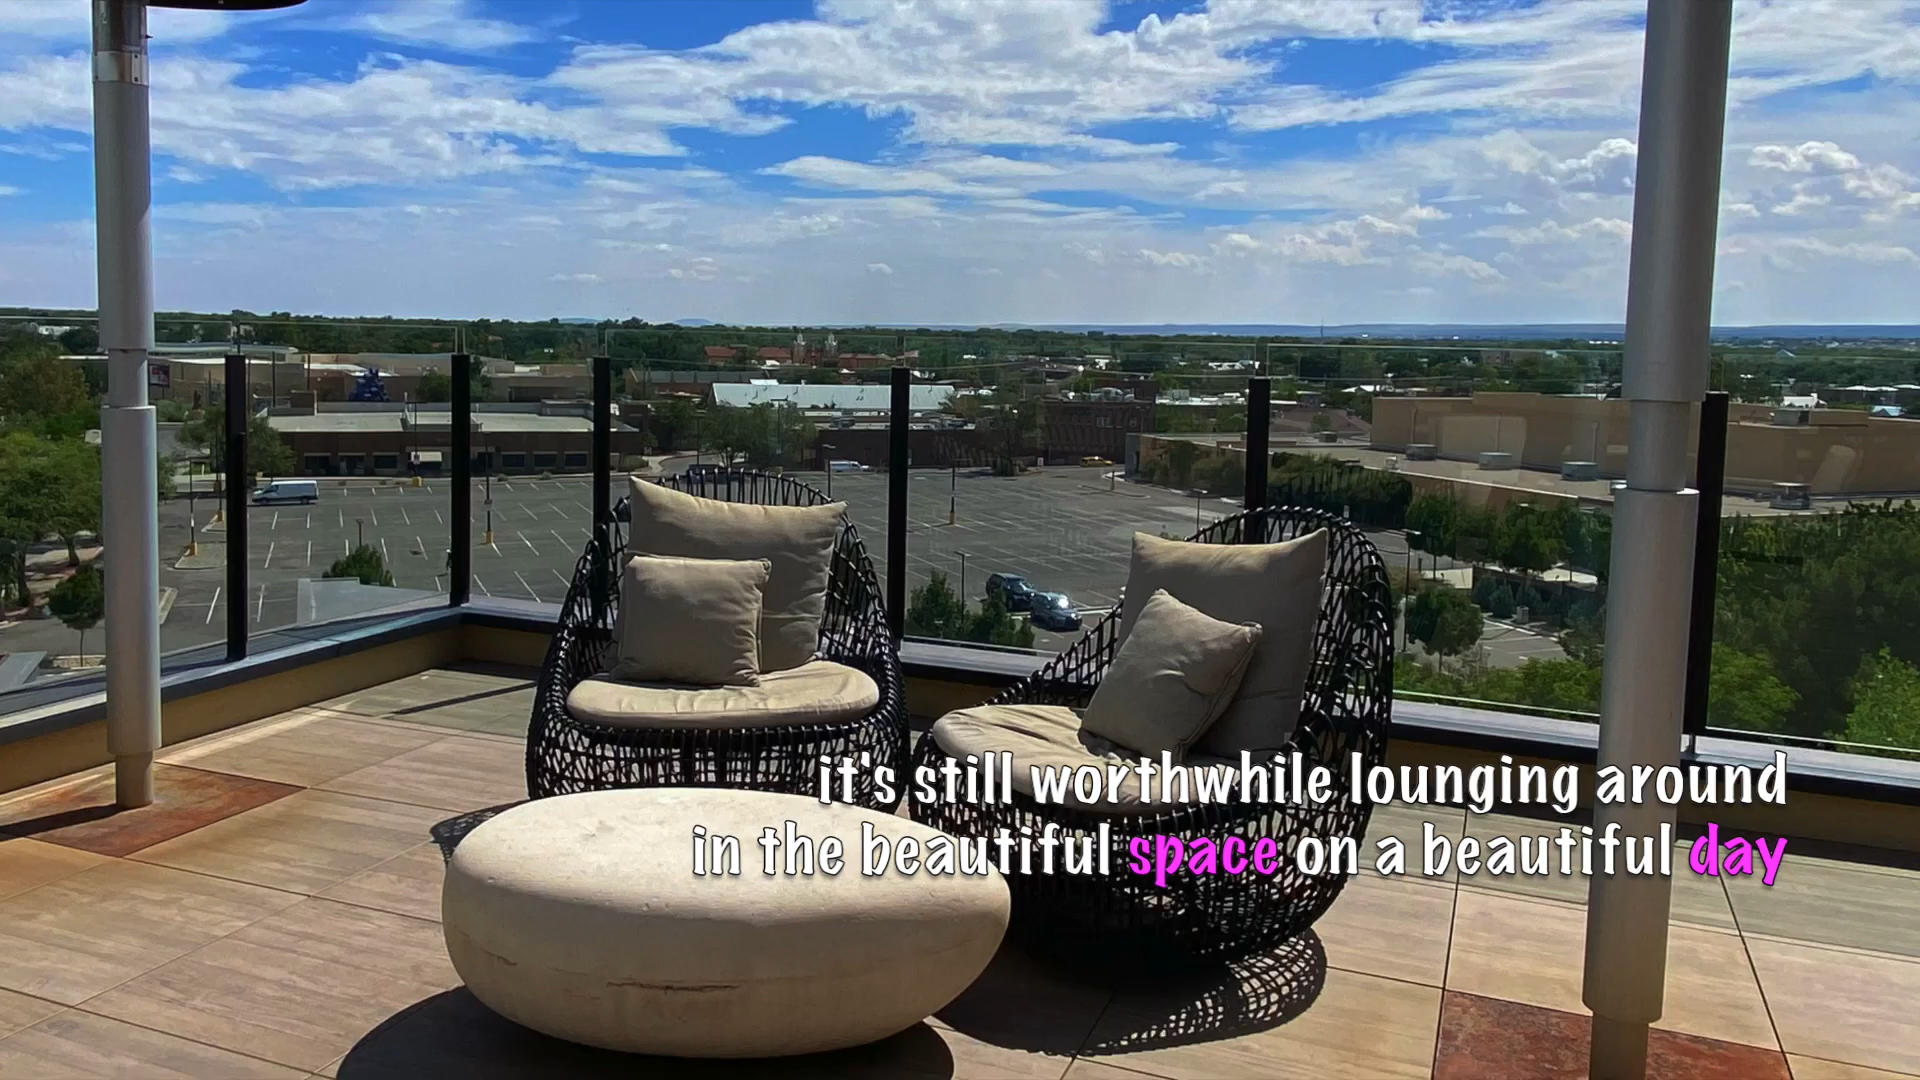 it's still worthwhile lounging around
in the beautiful space on a beautiful day